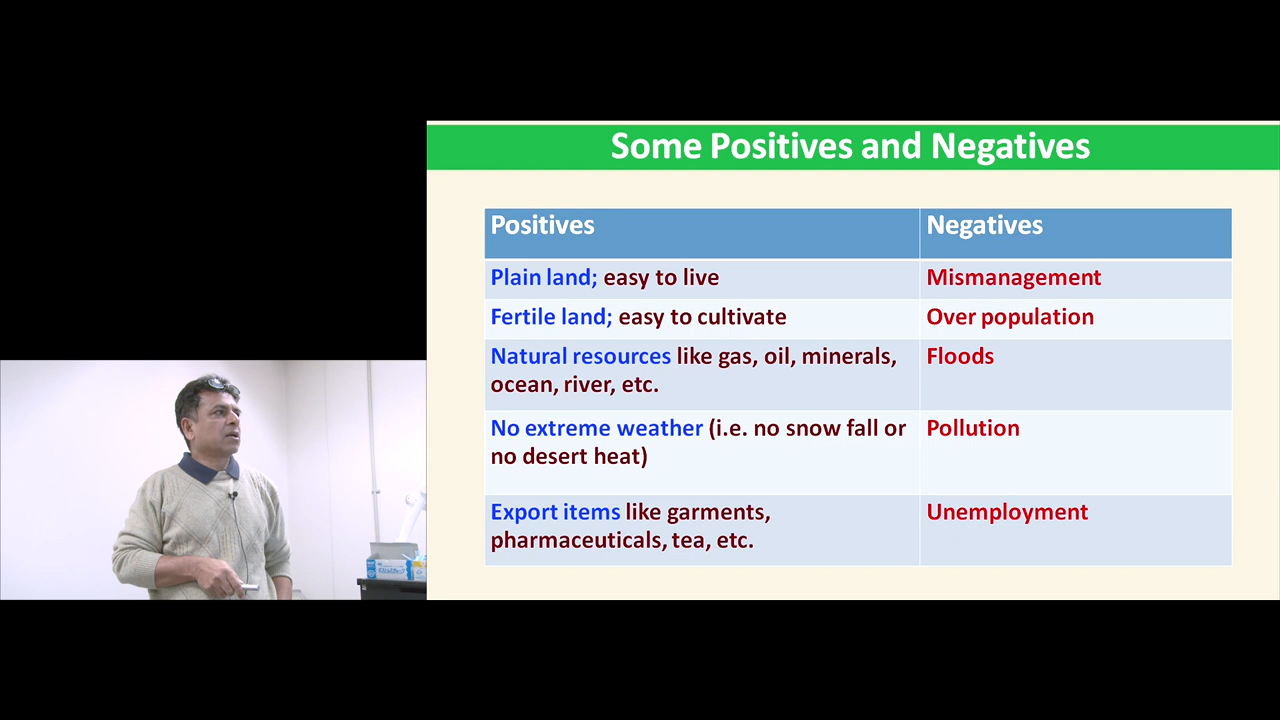 Some Positives and Negatives
Positives
Negatives
Plain land; easy to live
Mismanagement
Fertile land; easy to cultivate
Over population
Natural resources like gas, oil, minerals,
ocean, river, etc.
Floods
No extreme weather (i.e. no snow fall or
no desert heat)
Pollution
Export items like garments,
pharmaceuticals, tea, etc.
Unemployment